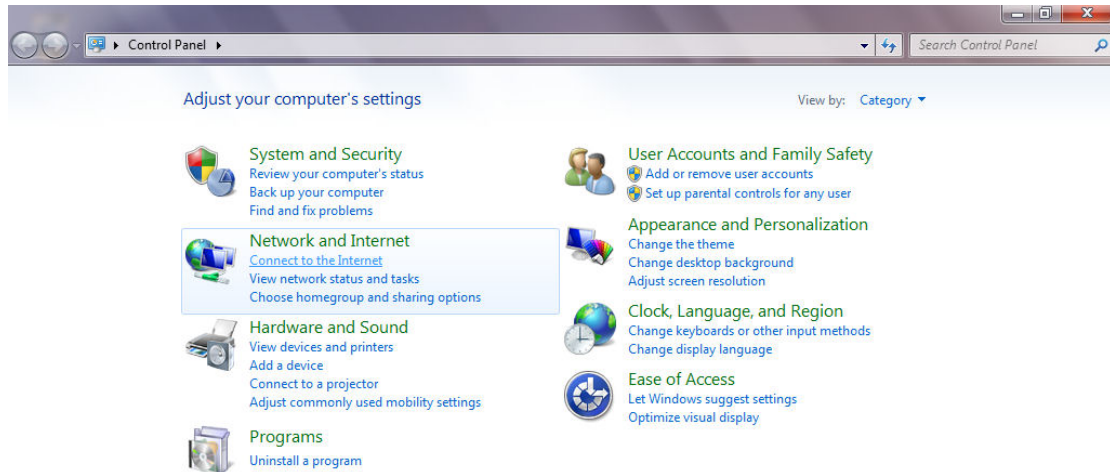 Control Panel
Search Control Panel
Adjust your computer's settings
View by: Category
System and Security
Review your computer's status
Back up your computer
Find and fix problems
Network and Internet
Connect to the Internet
View network status and tasks
Choose homegroup and sharing options
Hardware and Sound
View devices and printers
Add a device
Connect to a projector
Adjust commonly used mobility settings
Programs
Uninstall a program
User Accounts and Family Safety
Add or remove user accounts
Set up parental controls for any user
Appearance and Personalization
Change the theme
Change desktop background
Adjust screen resolution
Clock, Language, and Region
Change keyboards or other input methods
Change display language
Ease of Access
Let Windows suggest settings
Optimize visual display